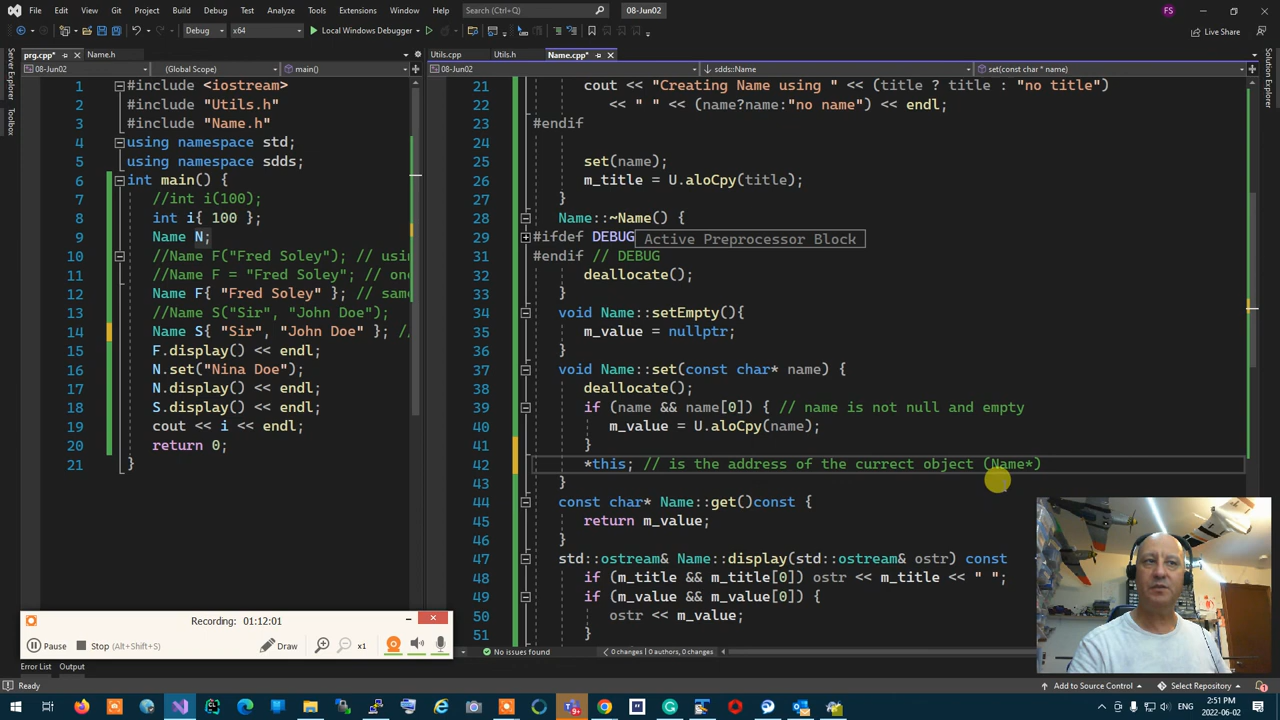 File Edit View Git Project Build Debug Test Analyze Tools Extensions Window Help Search (Ctrl+Q) 08-Jun02 FS
Debug x64 Local Windows Debugger Live Share
prg.cpp* Name.h Utils.cpp Utils.h Name.cpp*
08-Jun02 (Global Scope) main() 08-Jun02 sdds::Name set(const char * name)
Server Explorer
Toolbox
Solution Explorer
1 #include <iostream>
2 #include "Utils.h"
3 #include "Name.h"
4 using namespace std;
5 using namespace sdds;
6 int main() {
7 //int i(100);
8 int i{ 100 };
9 Name N;
10 //Name F("Fred Soley"); // usin
11 //Name F = "Fred Soley"; // one
12 Name F{ "Fred Soley" }; // same
13 //Name S("Sir", "John Doe");
14 Name S{ "Sir", "John Doe" }; //
15 F.display() << endl;
16 N.set("Nina Doe");
17 N.display() << endl;
18 S.display() << endl;
19 cout << i << endl;
20 return 0;
21 }
21 cout << "Creating Name using " << (title ? title : "no title")
22 << " " << (name?name:"no name") << endl;
23 #endif
24
25 set(name);
26 m_title = U.aloCpy(title);
27 }
28 Name::~Name() {
29 #ifdef DEBUG Active Preprocessor Block
31 #endif // DEBUG
32 deallocate();
33 }
34 void Name::setEmpty(){
35 m_value = nullptr;
36 }
37 void Name::set(const char* name) {
38 deallocate();
39 if (name && name[0]) { // name is not null and empty
40 m_value = U.aloCpy(name);
41 }
42 *this; // is the address of the currect object (Name*)
43 }
44 const char* Name::get()const {
45 return m_value;
46 }
47 std::ostream& Name::display(std::ostream& ostr) const
48 if (m_title && m_title[0]) ostr << m_title << " ";
49 if (m_value && m_value[0]) {
50 ostr << m_value;
51 }
Recording: 01:12:01
Pause Stop (Alt+Shift+S) Draw x1
No issues found 0 changes | 0 authors, 0 changes
Error List Output
Ready Add to Source Control Select Repository
2:51 PM
2022-06-02